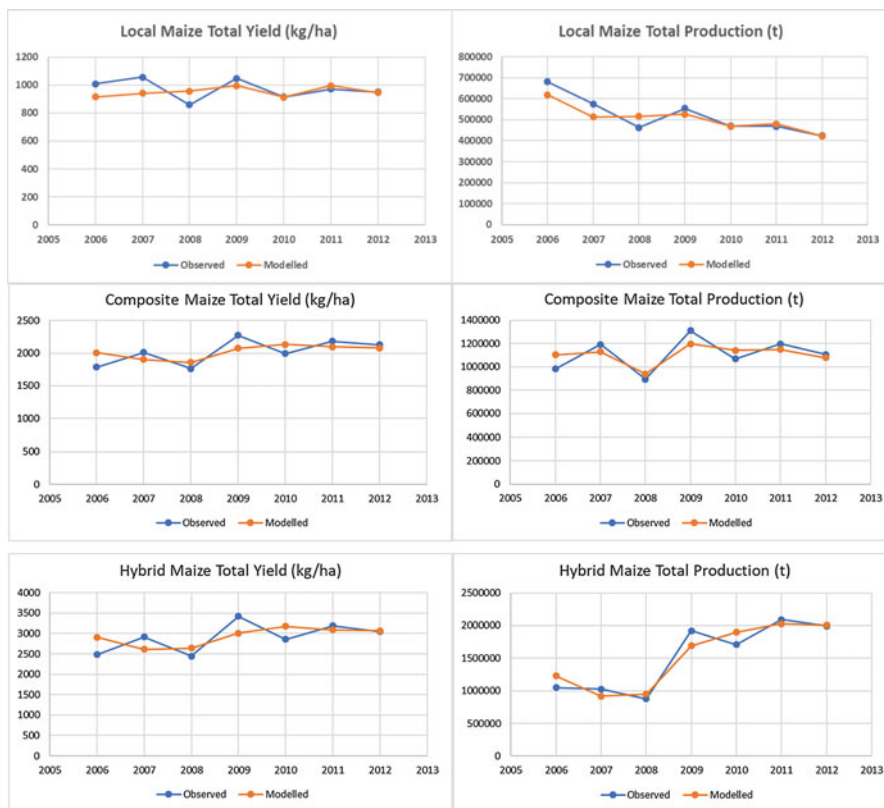 Local Maize Total Yield (kg/ha)
1200
1000
800
600
400
200
0
2005 2006 2007 2008 2009 2010 2011 2012 2013
Observed Modelled
Local Maize Total Production (t)
800000
700000
600000
500000
400000
300000
200000
100000
0
2005 2006 2007 2008 2009 2010 2011 2012 2013
Observed Modelled
Composite Maize Total Yield (kg/ha)
2500
2000
1500
1000
500
0
2005 2006 2007 2008 2009 2010 2011 2012 2013
Observed Modelled
Composite Maize Total Production (t)
1400000
1200000
1000000
800000
600000
400000
200000
0
2005 2006 2007 2008 2009 2010 2011 2012 2013
Observed Modelled
Hybrid Maize Total Yield (kg/ha)
4000
3500
3000
2500
2000
1500
1000
500
0
2005 2006 2007 2008 2009 2010 2011 2012 2013
Observed Modelled
Hybrid Maize Total Production (t)
2500000
2000000
1500000
1000000
500000
0
2005 2006 2007 2008 2009 2010 2011 2012 2013
Observed Modelled